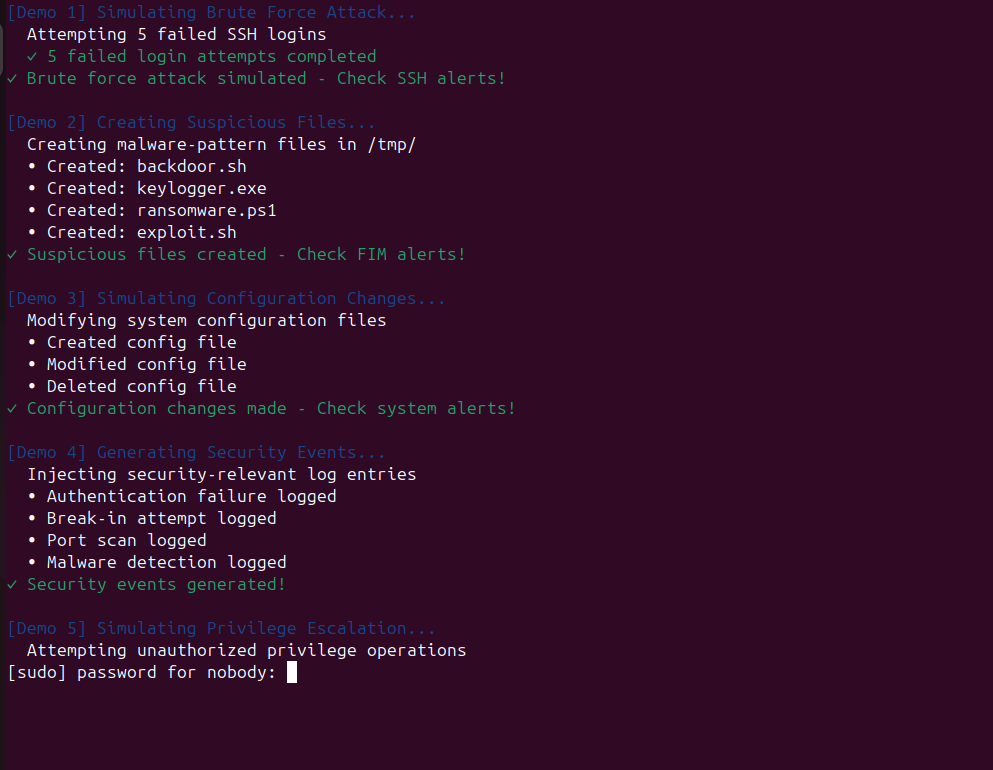 [Demo 1] Simulating Brute Force Attack...
Attempting 5 failed SSH logins
✓ 5 failed login attempts completed
✓ Brute force attack simulated - Check SSH alerts!
[Demo 2] Creating Suspicious Files...
Creating malware-pattern files in /tmp/
• Created: backdoor.sh
• Created: keylogger.exe
• Created: ransomware.ps1
• Created: exploit.sh
✓ Suspicious files created - Check FIM alerts!
[Demo 3] Simulating Configuration Changes...
Modifying system configuration files
• Created config file
• Modified config file
• Deleted config file
✓ Configuration changes made - Check system alerts!
[Demo 4] Generating Security Events...
Injecting security-relevant log entries
• Authentication failure logged
• Break-in attempt logged
• Port scan logged
• Malware detection logged
✓ Security events generated!
[Demo 5] Simulating Privilege Escalation...
Attempting unauthorized privilege operations
[sudo] password for nobody: